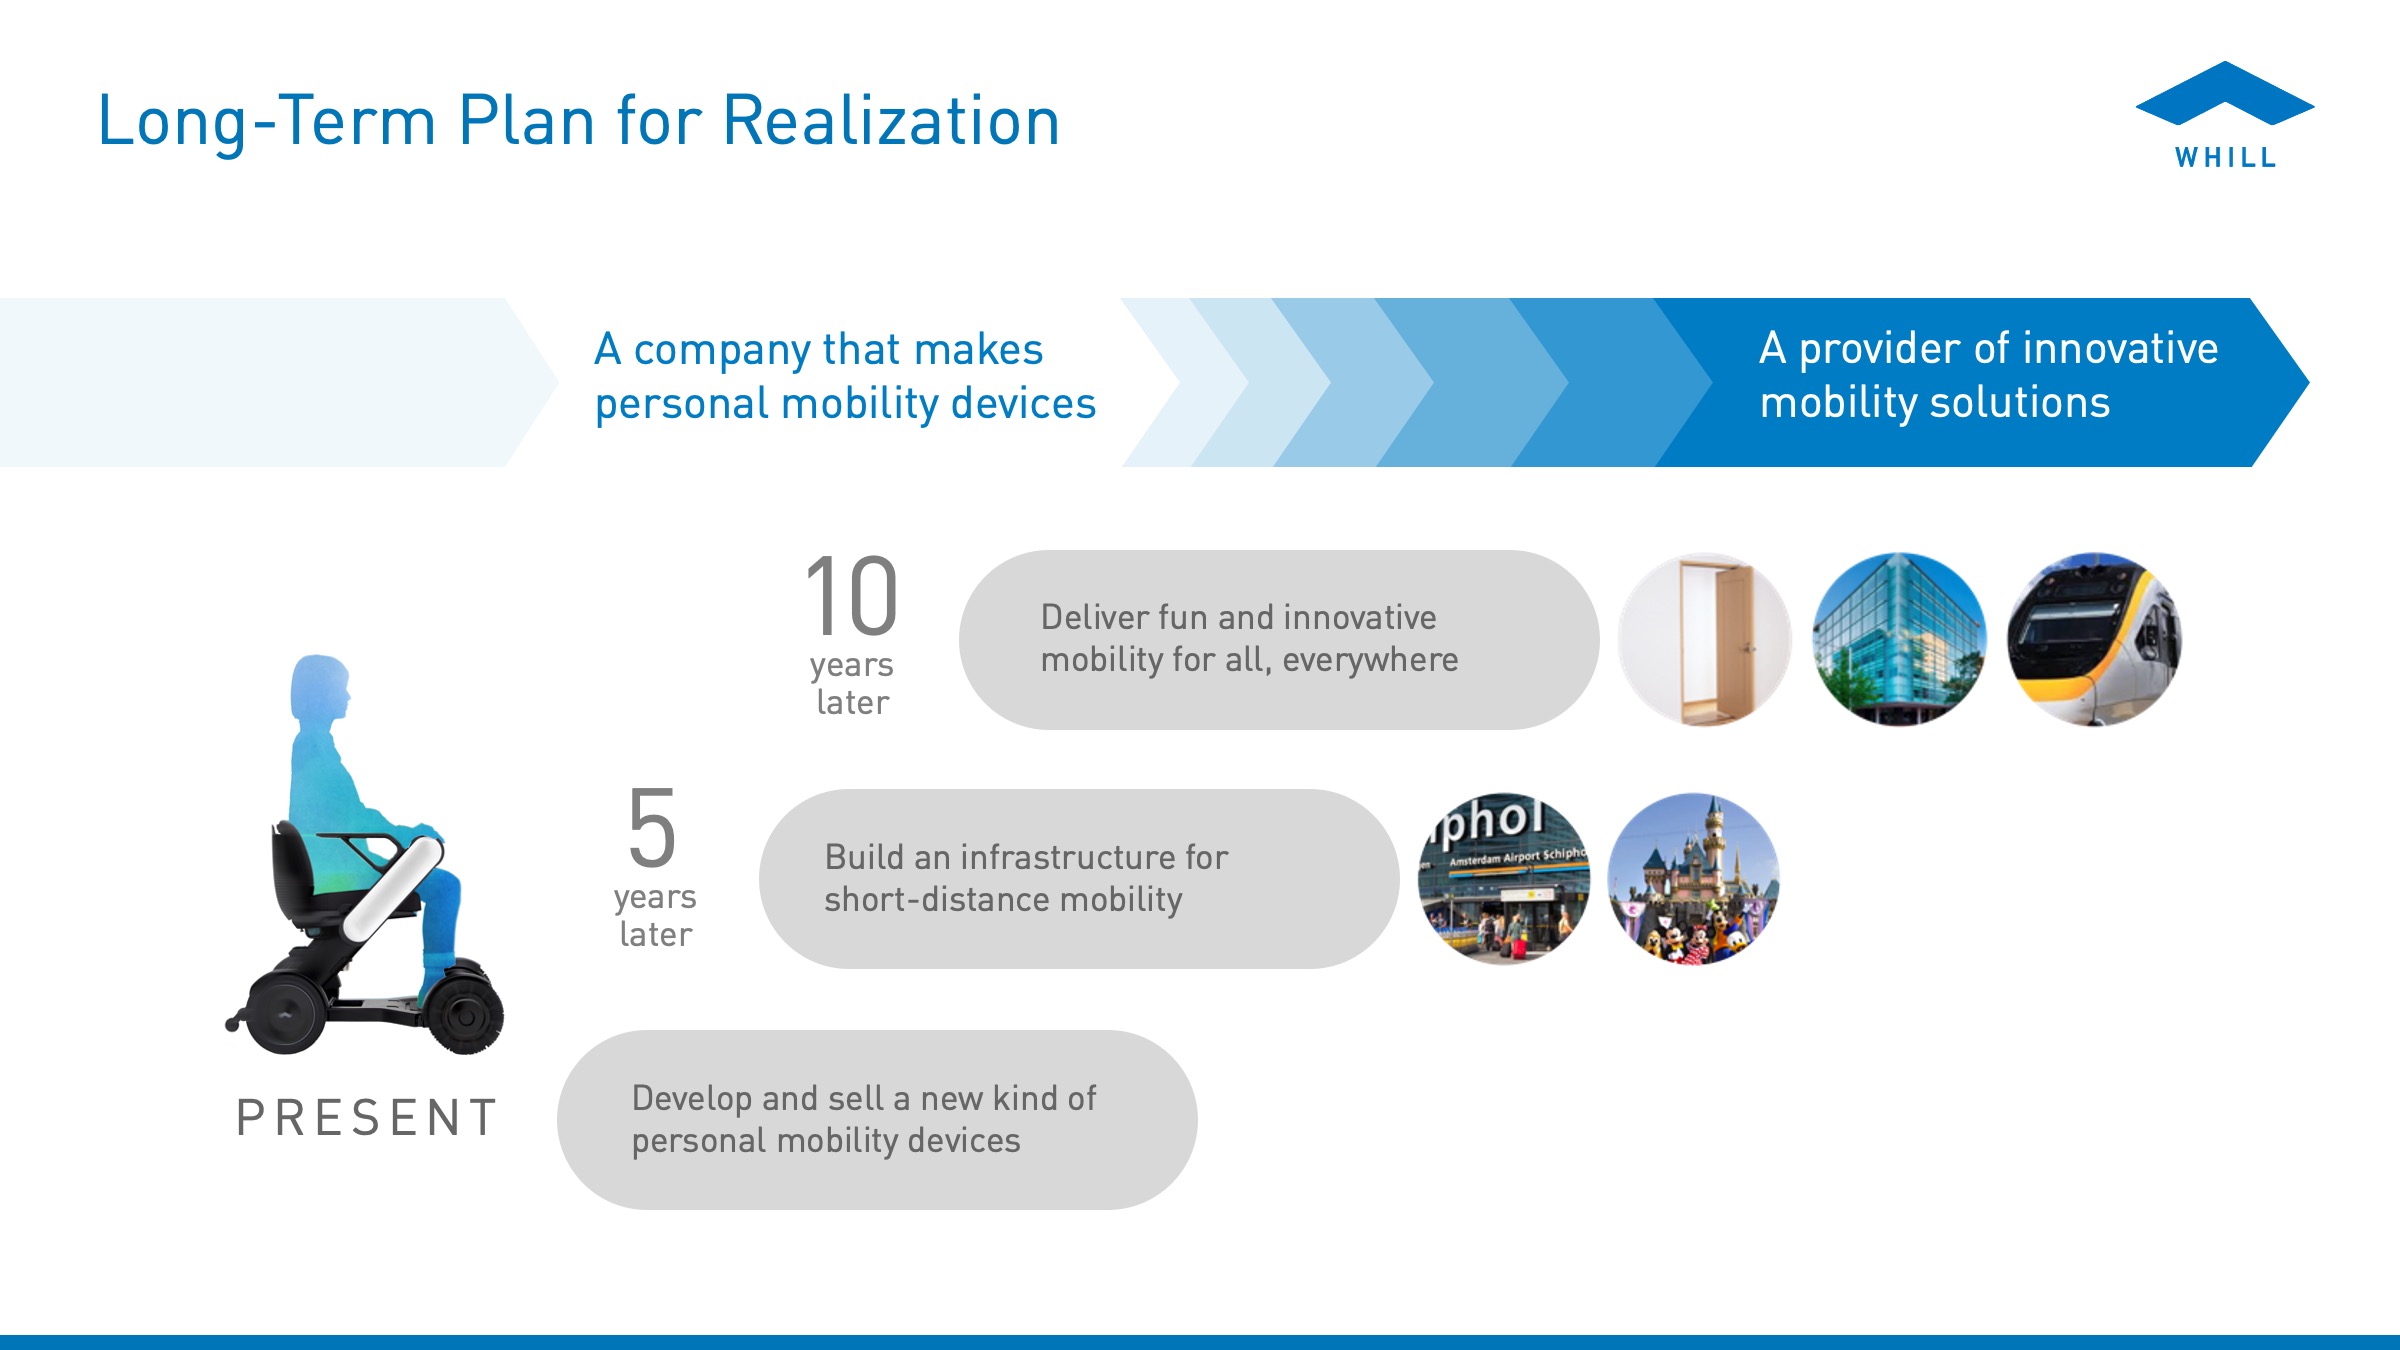 Long-Term Plan for Realization
WHILL
A company that makes
personal mobility devices
A provider of innovative
mobility solutions
10
years
later
Deliver fun and innovative
mobility for all, everywhere
5
years
later
Build an infrastructure for
short-distance mobility
iphol
Amsterdam Airport Schipho
PRESENT
Develop and sell a new kind of
personal mobility devices